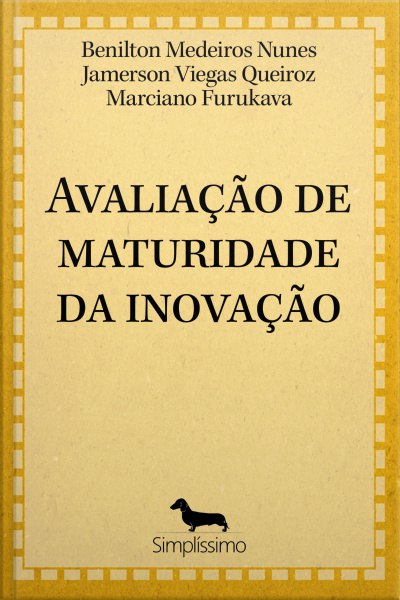 Benilton Medeiros Nunes
Jamerson Viegas Queiroz
Marciano Furukava
AVALIAÇÃO DE
MATURIDADE
DA INOVAÇÃO
Simplíssimo